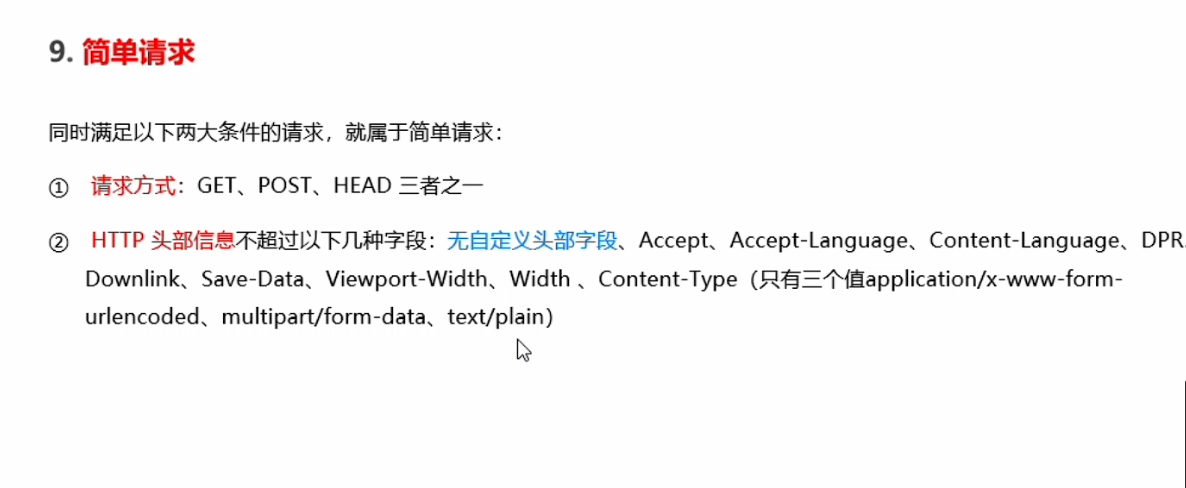 9. 简单请求
同时满足以下两大条件的请求，就属于简单请求：
① 请求方式：GET、POST、HEAD 三者之一
② HTTP 头部信息不超过以下几种字段：无自定义头部字段、Accept、Accept-Language、Content-Language、DPR
Downlink、Save-Data、Viewport-Width、Width 、Content-Type（只有三个值application/x-www-form-
urlencoded、multipart/form-data、text/plain）